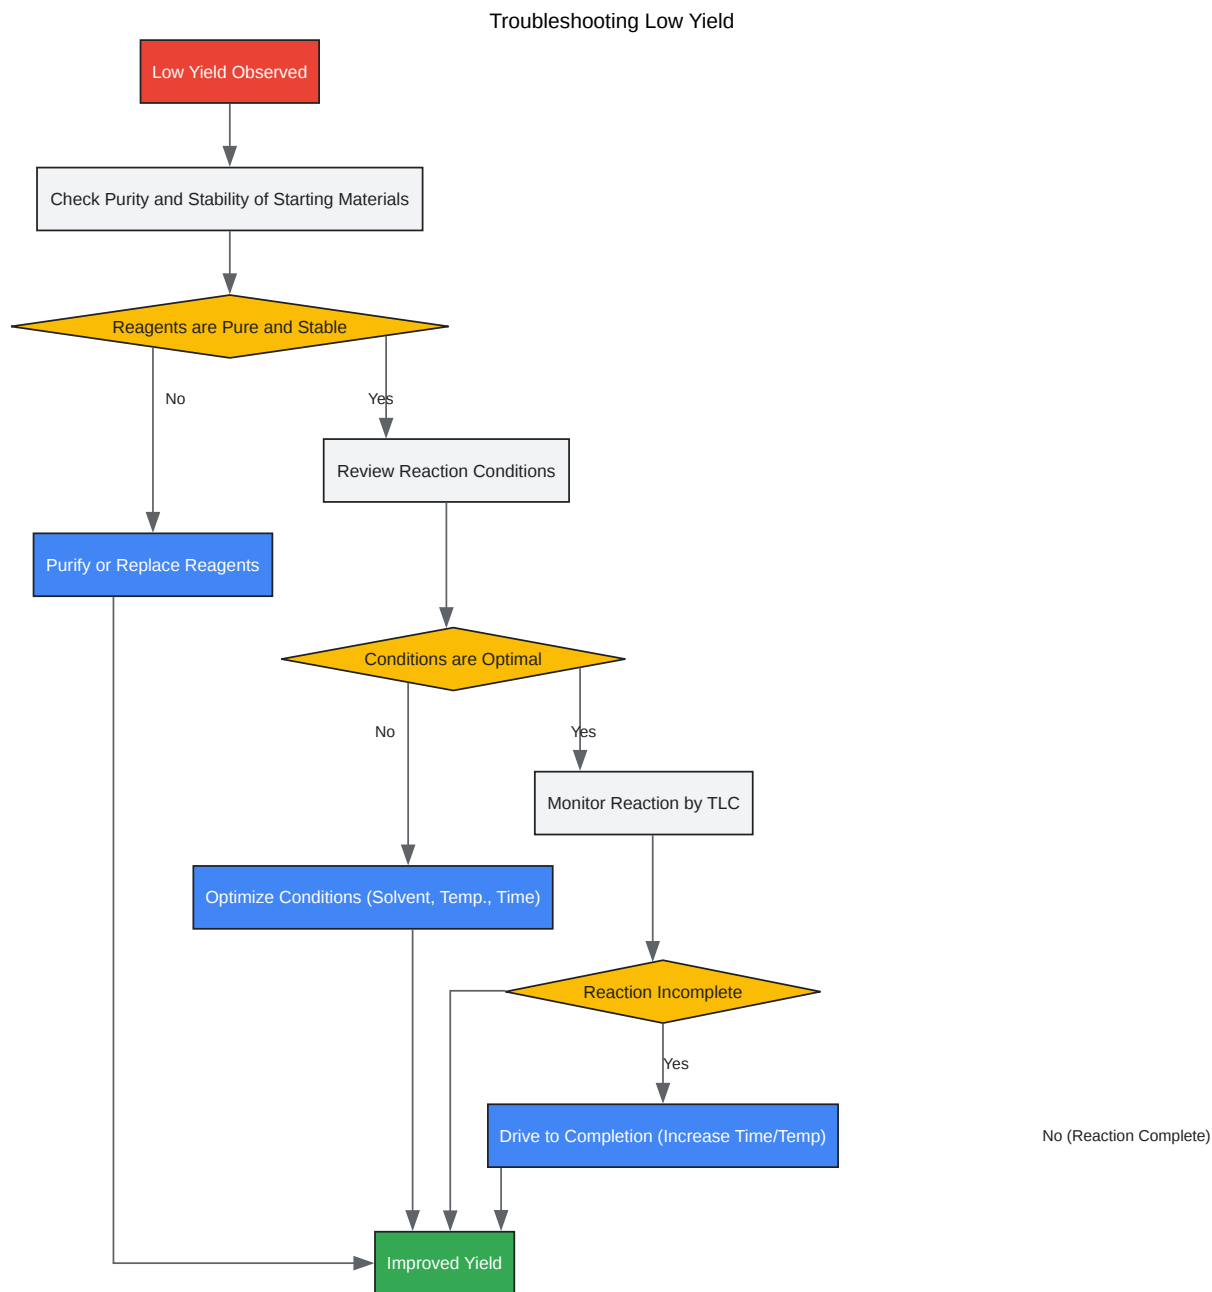 Troubleshooting Low Yield
Low Yield Observed
Check Purity and Stability of Starting Materials
Reagents are Pure and Stable
No
Yes
Review Reaction Conditions
Purify or Replace Reagents
Conditions are Optimal
No
Yes
Monitor Reaction by TLC
Optimize Conditions (Solvent, Temp., Time)
Reaction Incomplete
Yes
Drive to Completion (Increase Time/Temp)
No (Reaction Complete)
Improved Yield